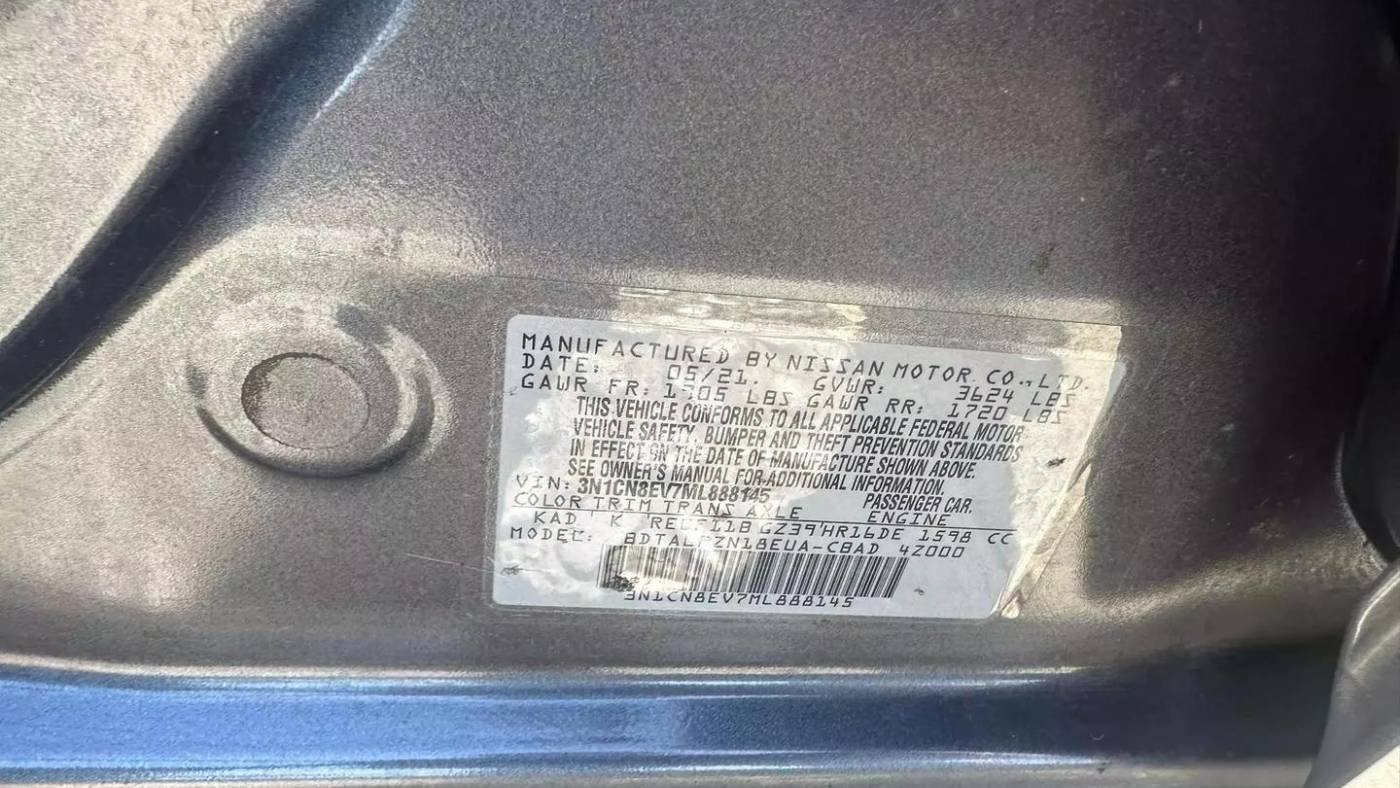 MANUFACTURED BY NISSAN MOTOR CO., LTD.
DATE: 05/21. GVWR: 3624 LBS
GAWR FR: 1905 LBS GAWR RR: 1720 LBS
THIS VEHICLE CONFORMS TO ALL APPLICABLE FEDERAL MOTOR
VEHICLE SAFETY, BUMPER AND THEFT PREVENTION STANDARDS
IN EFFECT ON THE DATE OF MANUFACTURE SHOWN ABOVE.
SEE OWNER'S MANUAL FOR ADDITIONAL INFORMATION.
VIN: 3N1CN8EV7ML888145 PASSENGER CAR.
COLOR TRIM TRANS AXLE ENGINE
KAD K GZ39 HR16DE 1598 CC
MODEL: 4Z000
3N1CN8EV7ML888145